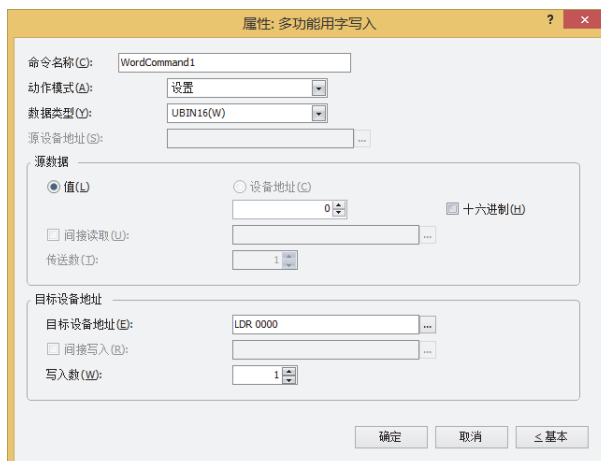 属性: 多功能用字写入
?
×
命令名称(C): WordCommand1
动作模式(A): 设置
数据类型(Y): UBIN16(W)
源设备地址(S): ...
源数据
值(L) 设备地址(C)
0 十六进制(H)
间接读取(U): ...
传送数(T): 1
目标设备地址
目标设备地址(E): LDR 0000 ...
间接写入(R): ...
写入数(W): 1
确定 取消 ≤基本